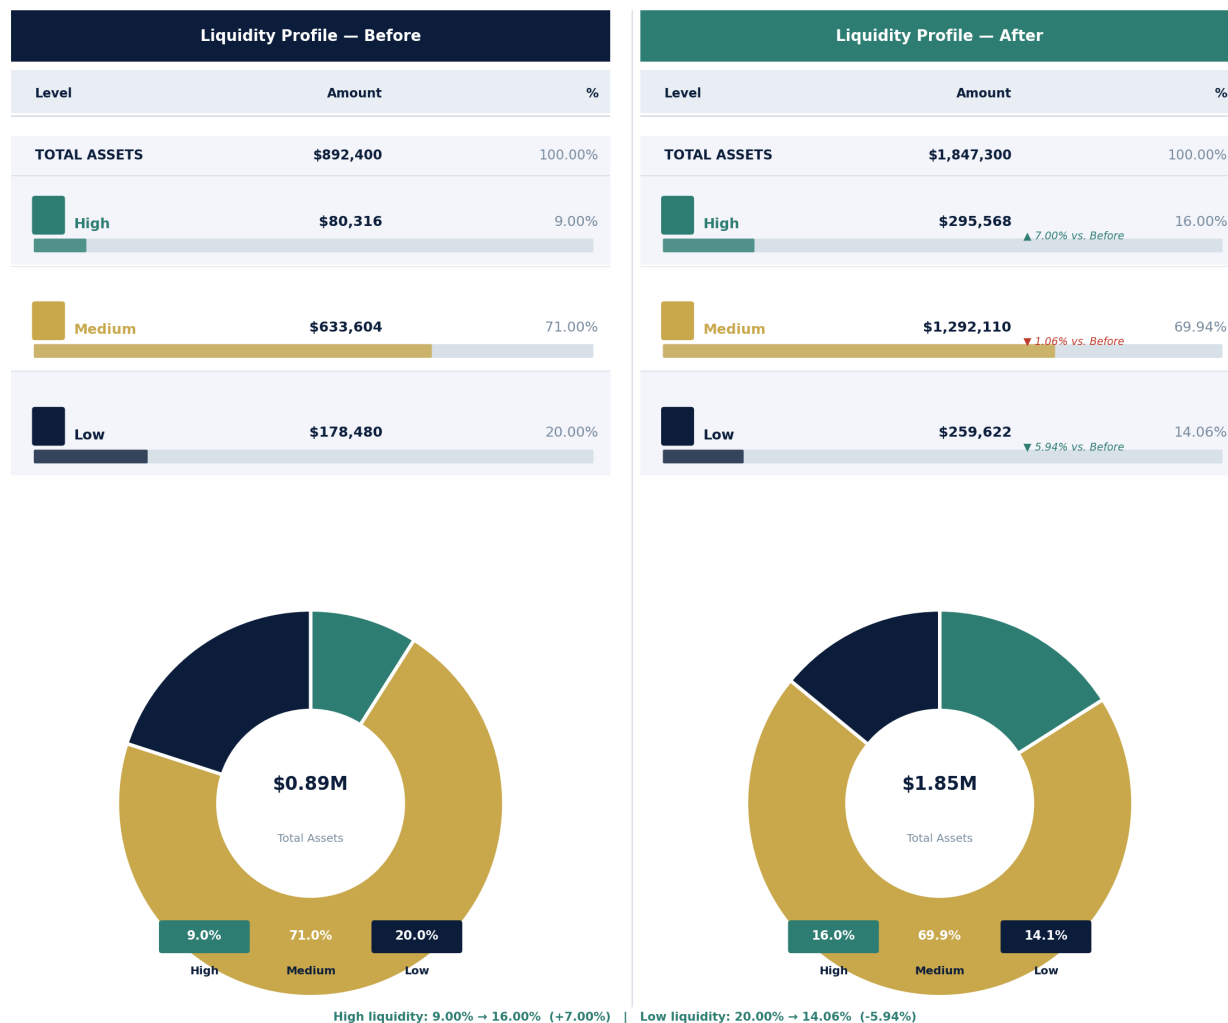 Liquidity Profile — Before
Level Amount %
TOTAL ASSETS $892,400 100.00%
High $80,316 9.00%
Medium $633,604 71.00%
Low $178,480 20.00%
$0.89M
Total Assets
9.0% 71.0% 20.0%
High Medium Low
Liquidity Profile — After
Level Amount %
TOTAL ASSETS $1,847,300 100.00%
High $295,568 16.00%
▲ 7.00% vs. Before
Medium $1,292,110 69.94%
▼ 1.06% vs. Before
Low $259,622 14.06%
▼ 5.94% vs. Before
$1.85M
Total Assets
16.0% 69.9% 14.1%
High Medium Low
High liquidity: 9.00% → 16.00% (+7.00%) | Low liquidity: 20.00% → 14.06% (-5.94%)